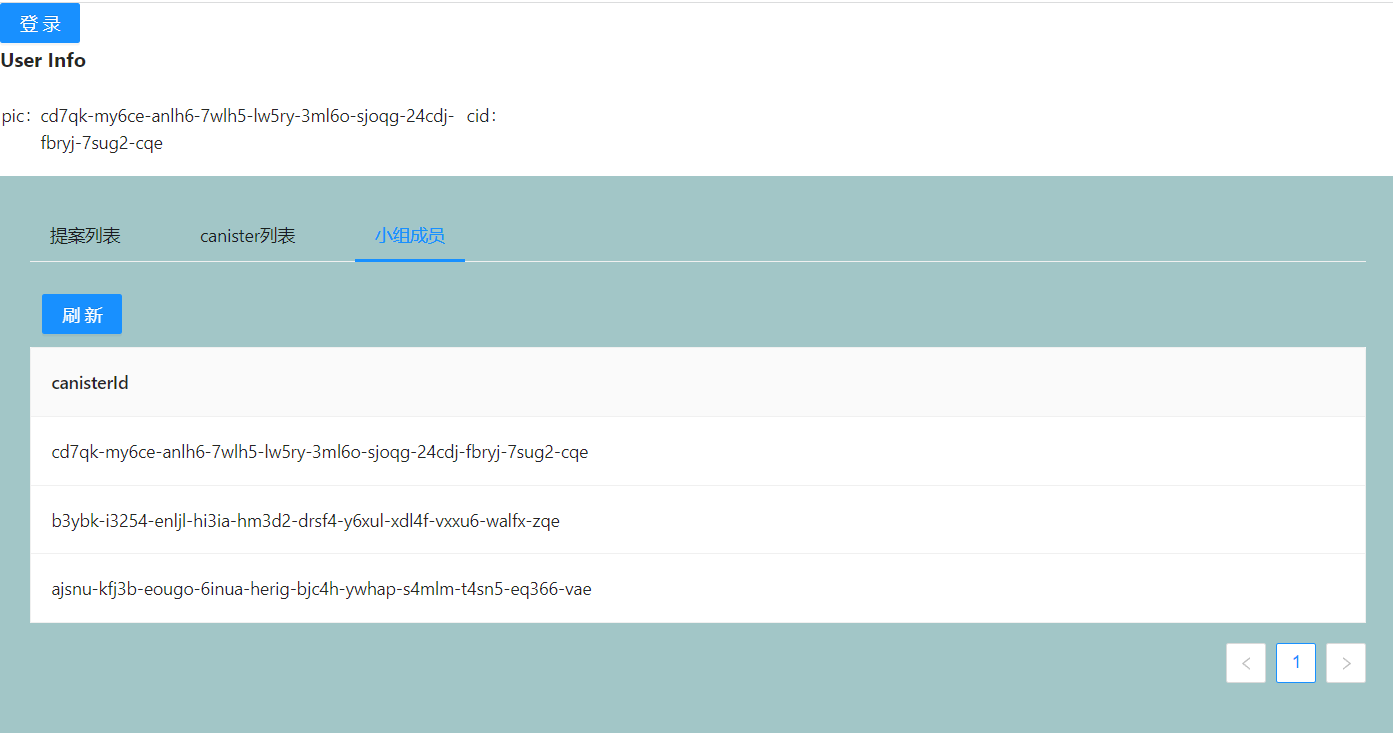 登 录
User Info
pic： cd7qk-my6ce-anlh6-7wlh5-lw5ry-3ml6o-sjoqg-24cdj- cid：
fbryj-7sug2-cqe
提案列表 canister列表 小组成员
刷 新
canisterId
cd7qk-my6ce-anlh6-7wlh5-lw5ry-3ml6o-sjoqg-24cdj-fbryj-7sug2-cqe
b3ybk-i3254-enljl-hi3ia-hm3d2-drsf4-y6xul-xdl4f-vxxu6-walfx-zqe
ajsnu-kfj3b-eougo-6inua-herig-bjc4h-ywhap-s4mlm-t4sn5-eq366-vae
< 1 >